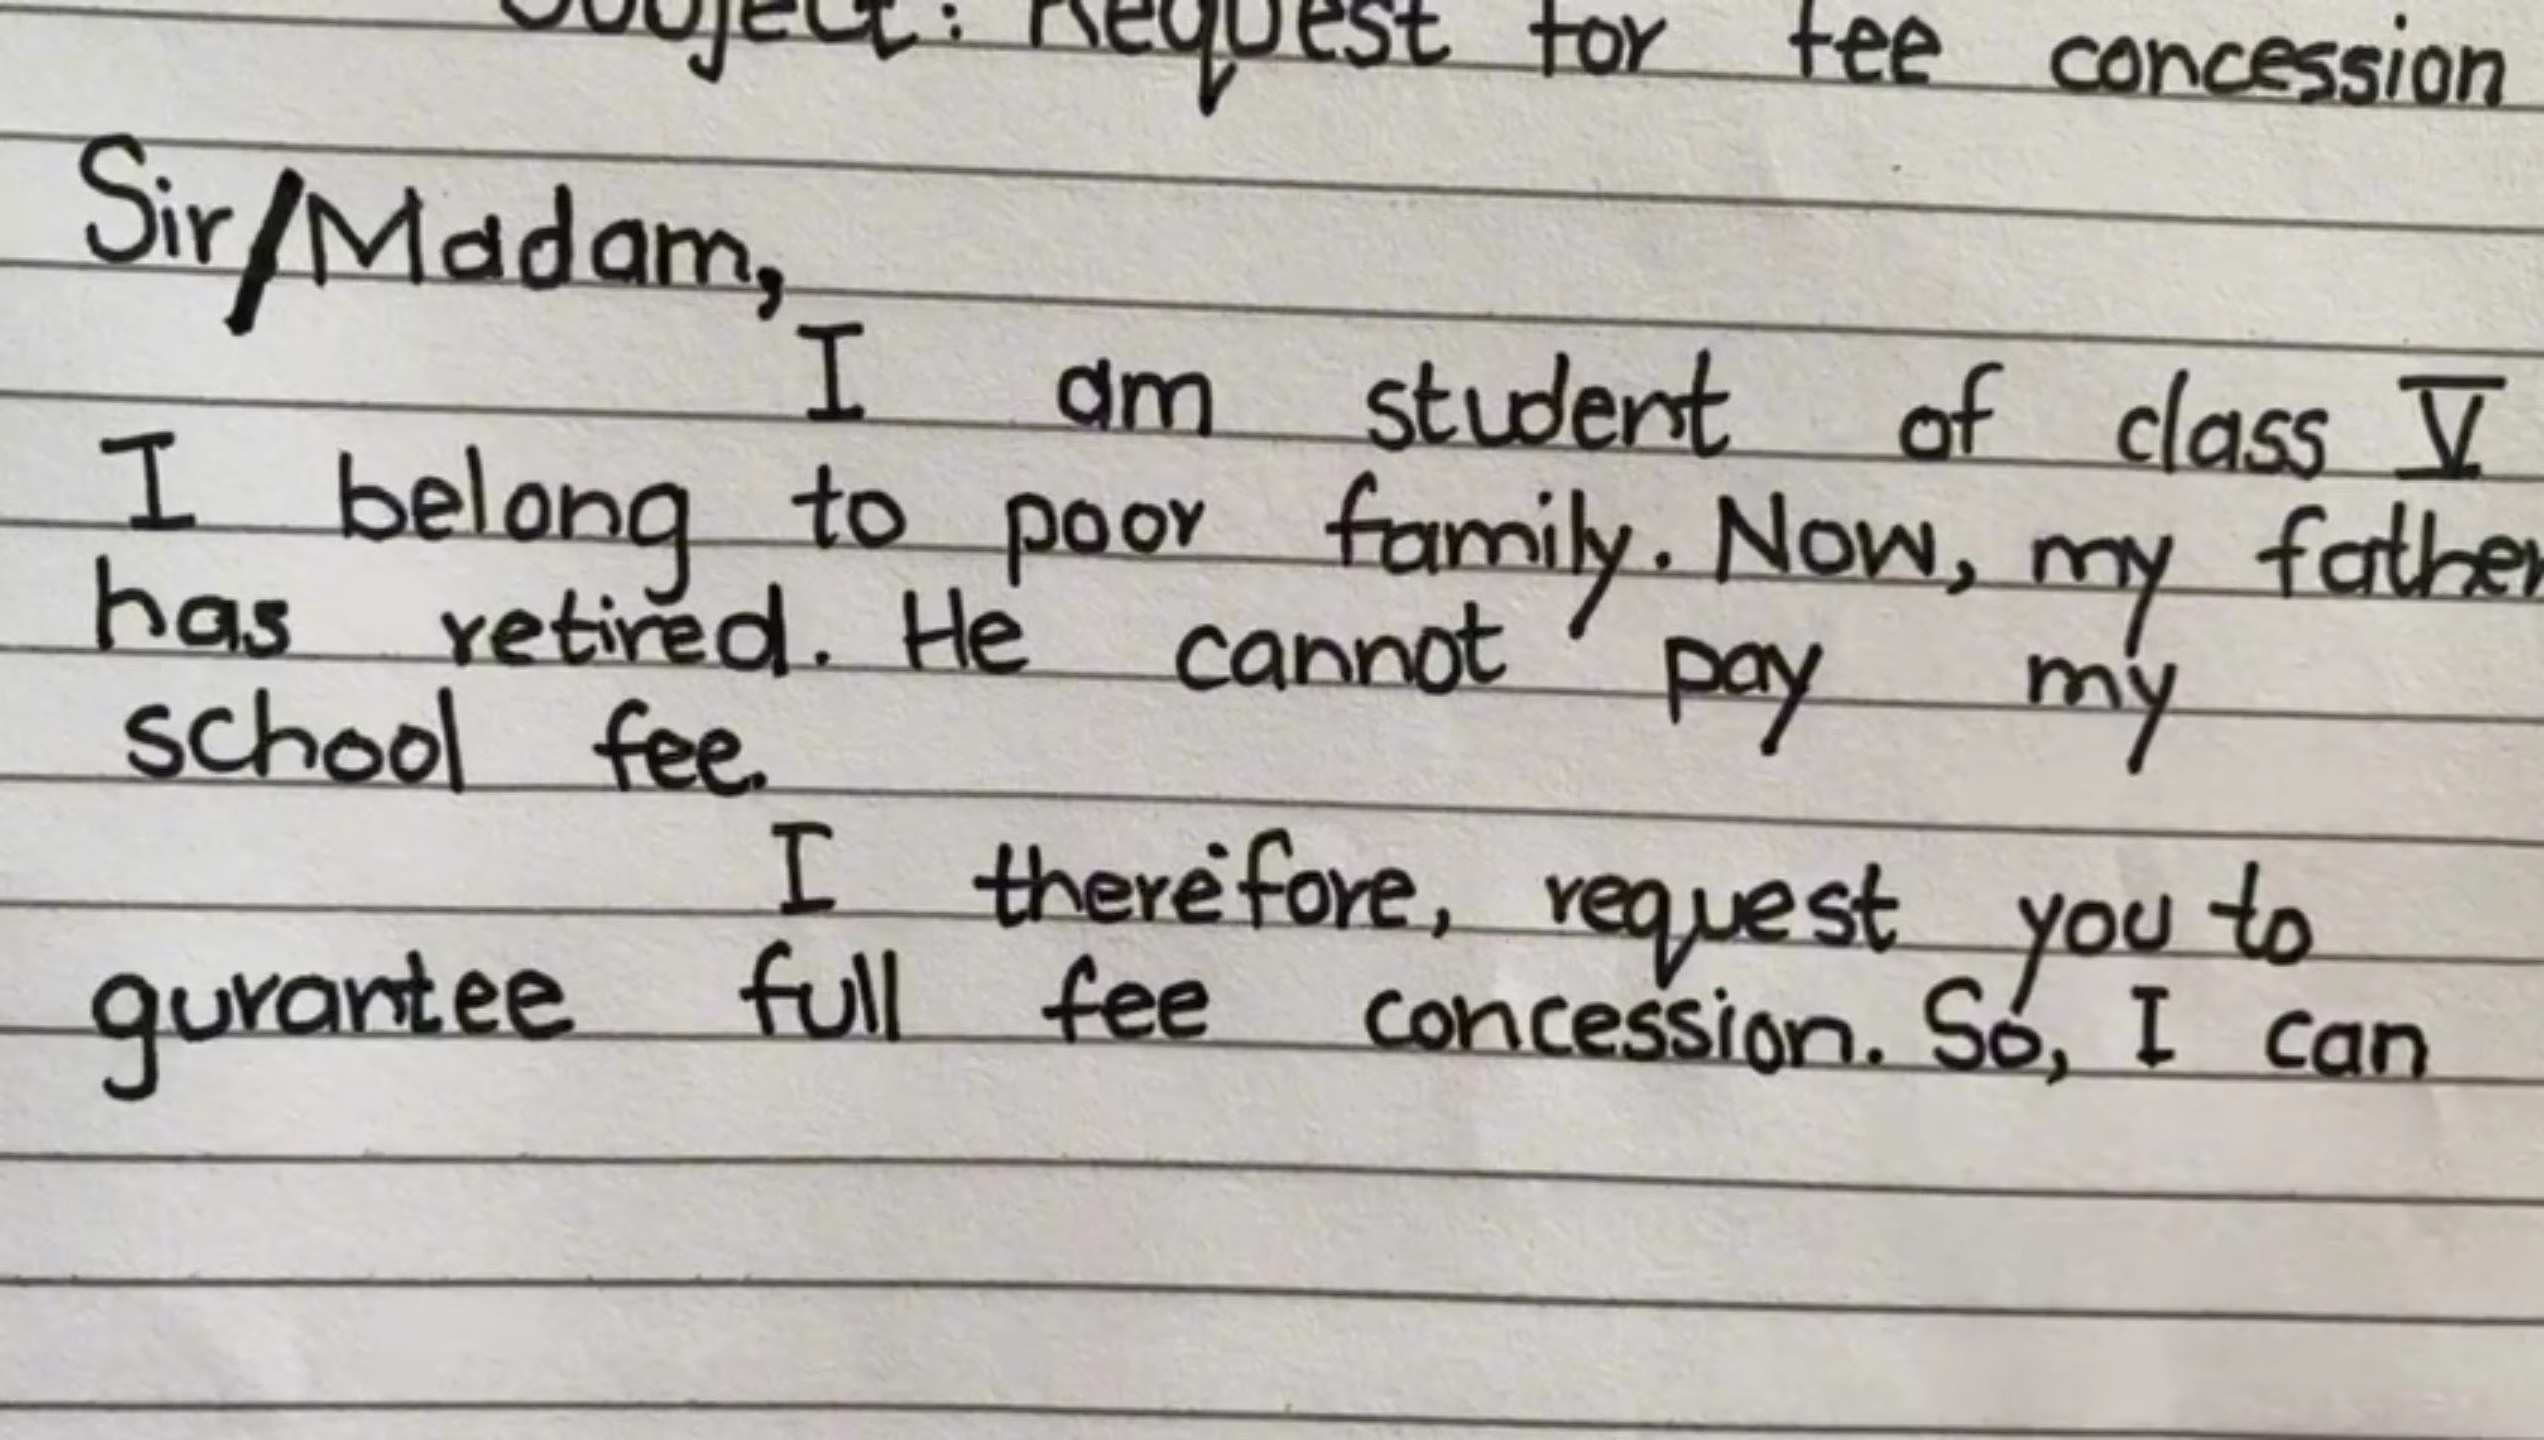 Subject: Request for fee concession
Sir/Madam,
I am student of class V
I belong to poor family. Now, my father
has retired. He cannot pay my
school fee.
I therefore, request you to
gurantee full fee concession. So, I can